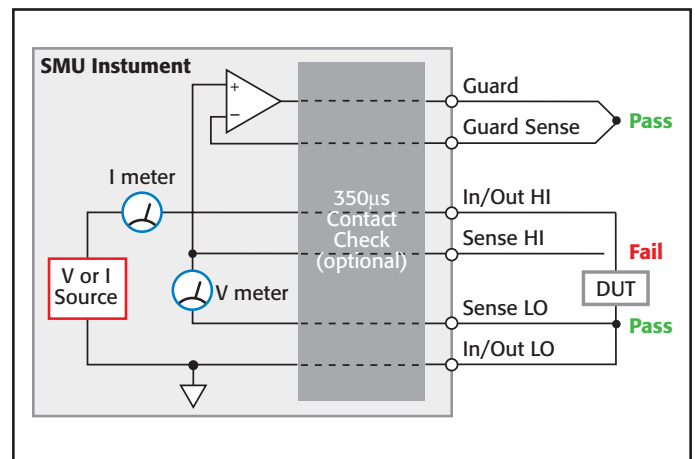 SMU Instument
+
−
Guard
Guard Sense
Pass
I meter
In/Out HI
350µs
Contact
Check
(optional)
Sense HI
Fail
V or I
Source
V meter
DUT
Sense LO
Pass
In/Out LO